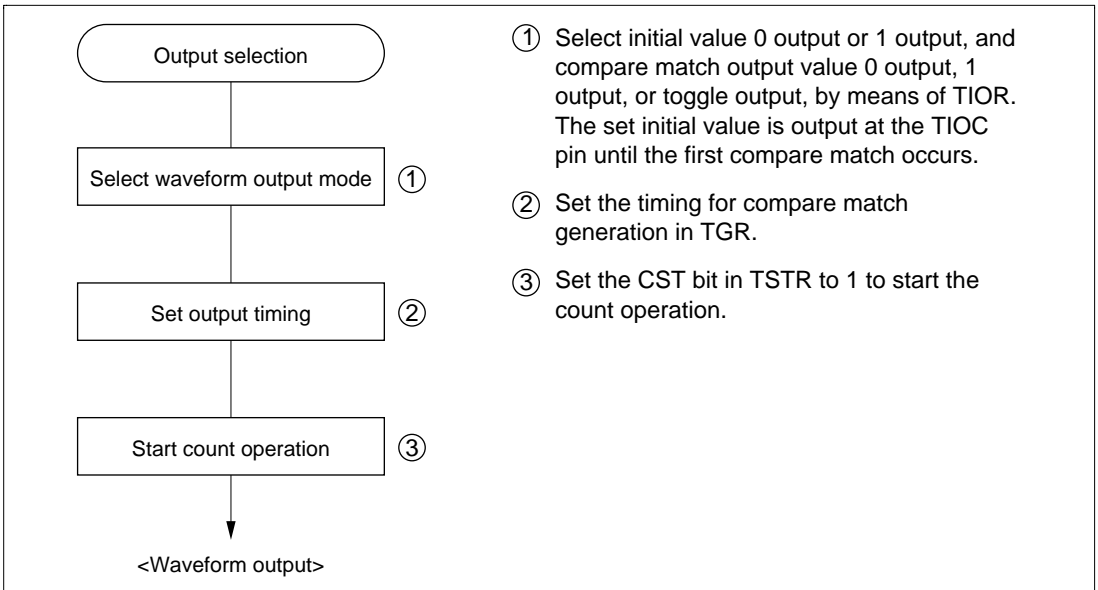 Output selection
Select waveform output mode ①
Set output timing ②
Start count operation ③
<Waveform output>
① Select initial value 0 output or 1 output, and
compare match output value 0 output, 1
output, or toggle output, by means of TIOR.
The set initial value is output at the TIOC
pin until the first compare match occurs.
② Set the timing for compare match
generation in TGR.
③ Set the CST bit in TSTR to 1 to start the
count operation.